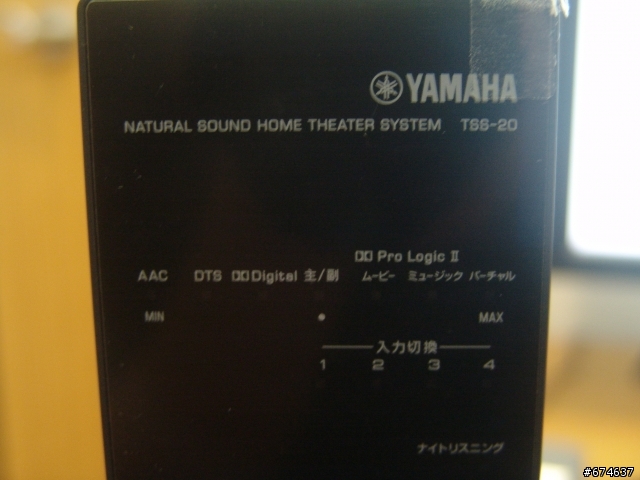 YAMAHA
NATURAL SOUND HOME THEATER SYSTEM TSS-20
Pro Logic II
AAC DTS Digital 主/副 ムービー ミュージック バーチャル
MIN MAX
入力切換
1 2 3 4
ナイトリスニング
#674637